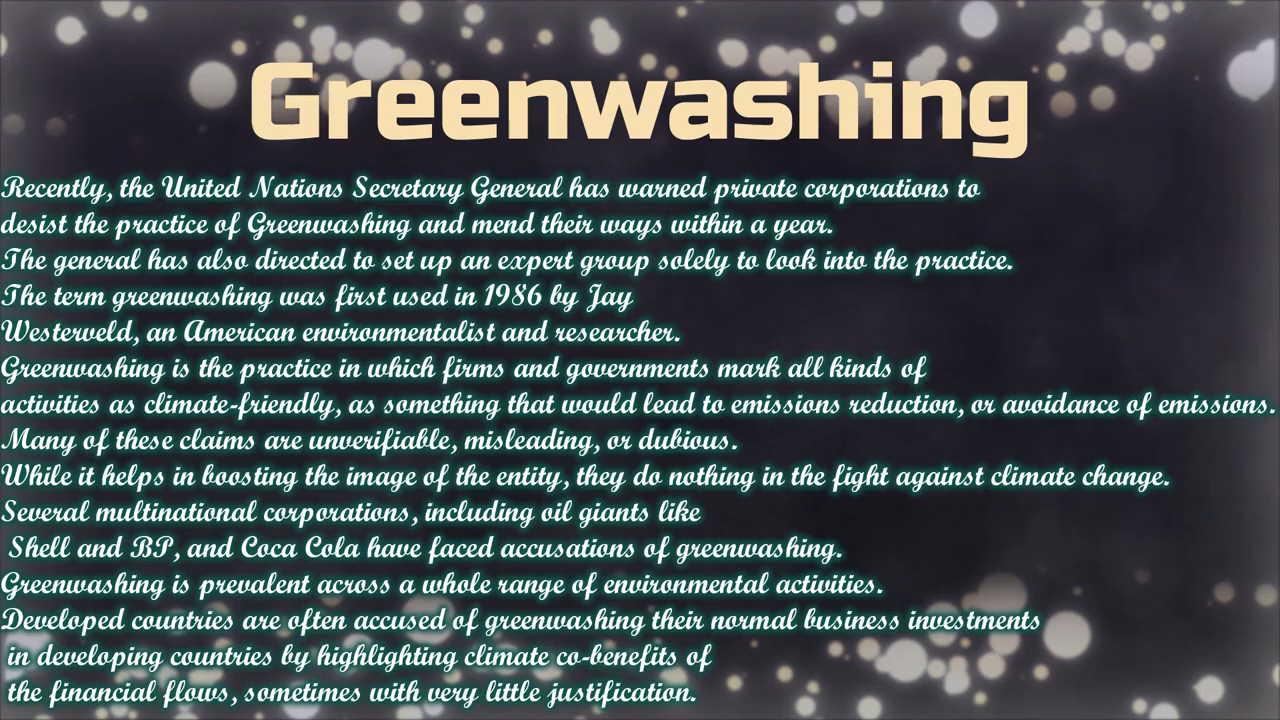 Greenwashing
Recently, the United Nations Secretary General has warned private corporations to
desist the practice of Greenwashing and mend their ways within a year.
The general has also directed to set up an expert group solely to look into the practice.
The term greenwashing was first used in 1986 by Jay
Westerveld, an American environmentalist and researcher.
Greenwashing is the practice in which firms and governments mark all kinds of
activities as climate-friendly, as something that would lead to emissions reduction, or avoidance of emissions.
Many of these claims are unverifiable, misleading, or dubious.
While it helps in boosting the image of the entity, they do nothing in the fight against climate change.
Several multinational corporations, including oil giants like
Shell and BP, and Coca Cola have faced accusations of greenwashing.
Greenwashing is prevalent across a whole range of environmental activities.
Developed countries are often accused of greenwashing their normal business investments
in developing countries by highlighting climate co-benefits of
the financial flows, sometimes with very little justification.